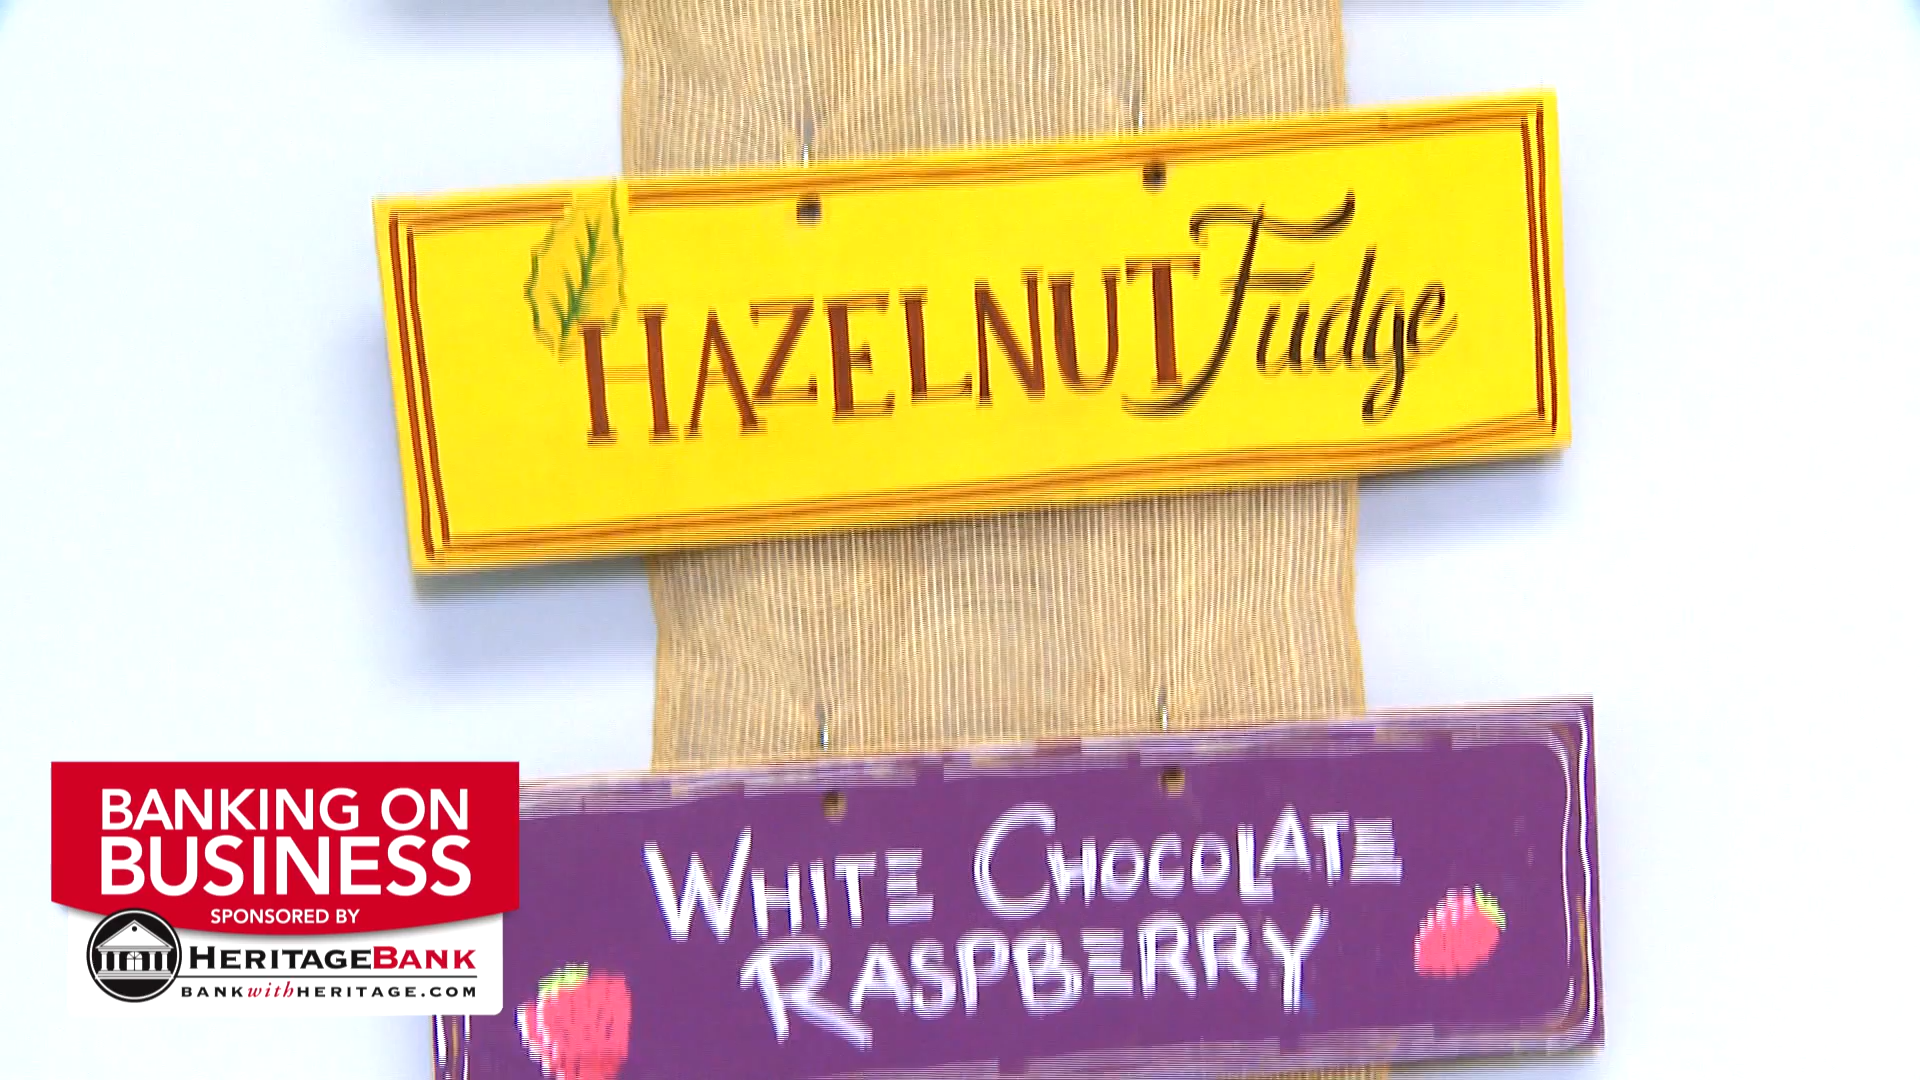 HAZELNUT Fudge
WHITE CHOCOLATE
RASPBERRY
BANKING ON
BUSINESS
SPONSORED BY
HERITAGEBANK
BANKwithHERITAGE.COM